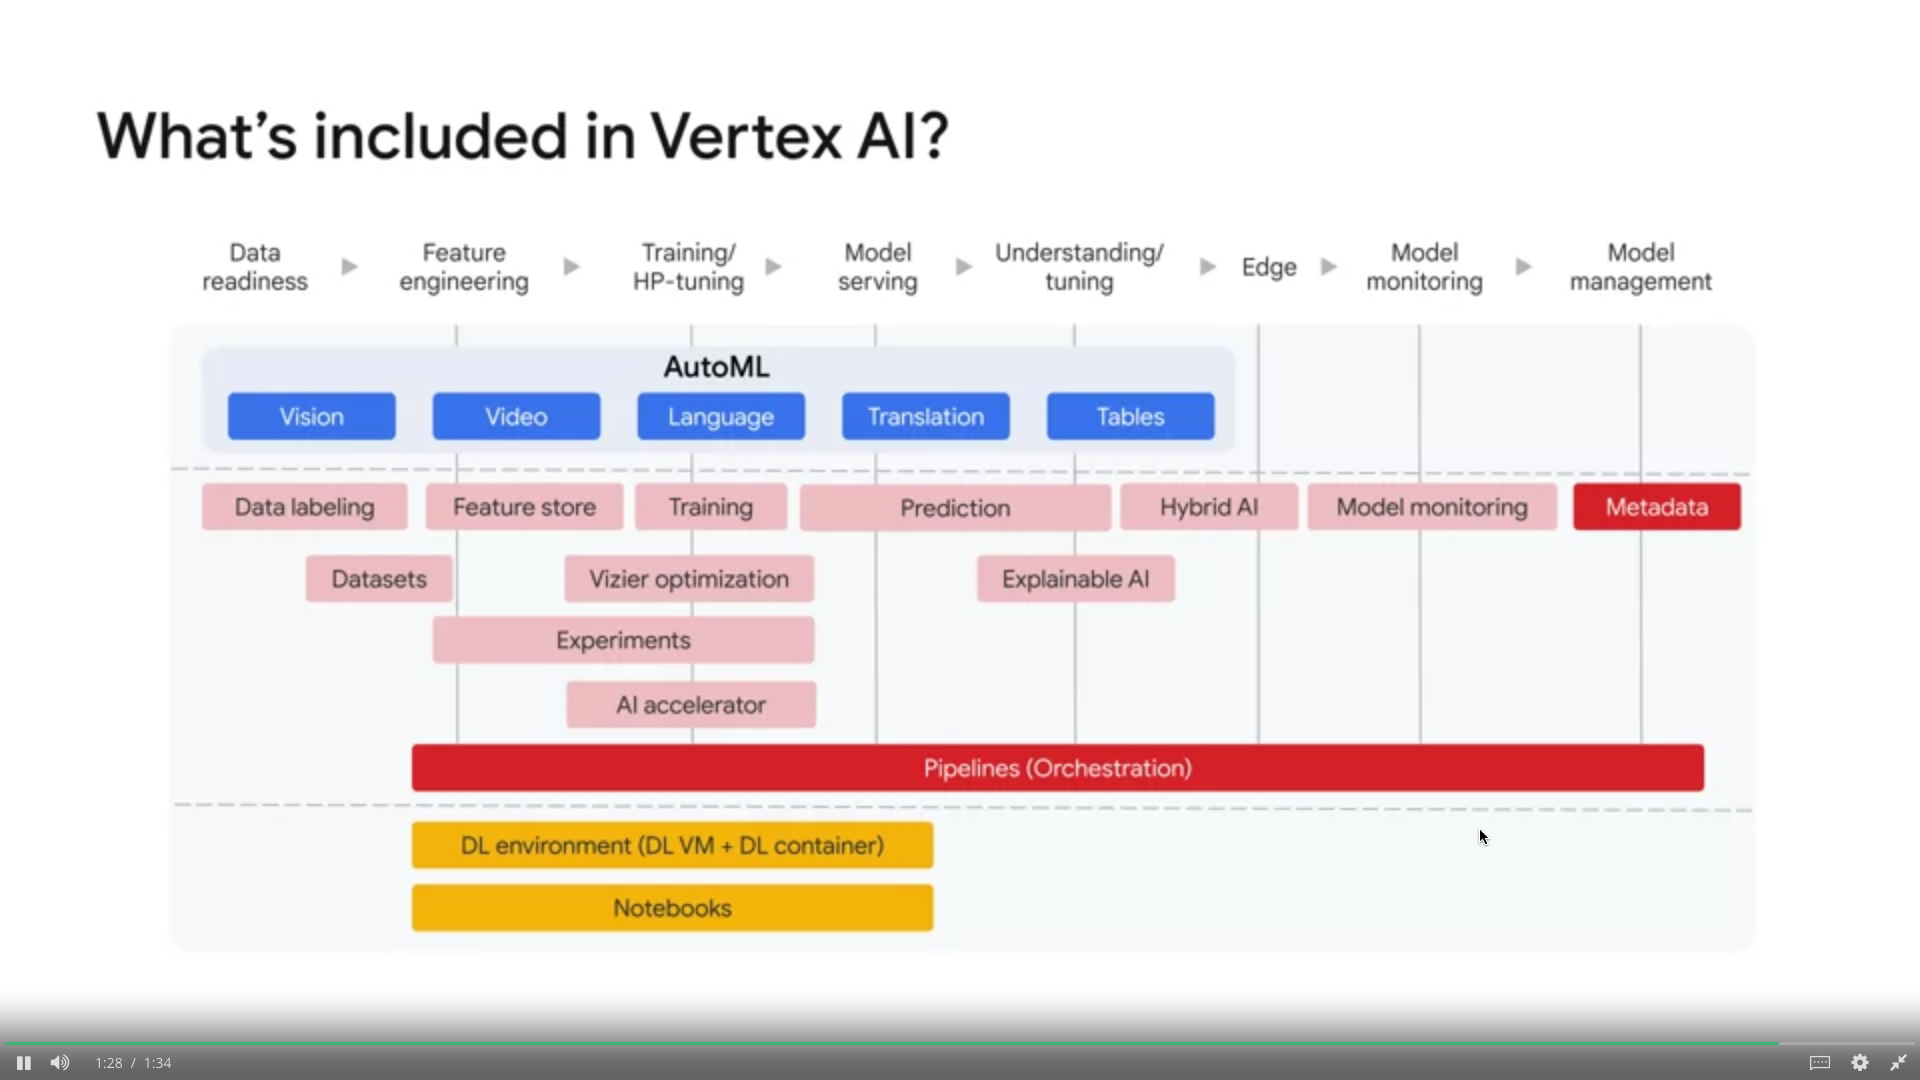 What's included in Vertex AI?
Data
readiness
Feature
engineering
Training/
HP-tuning
Model
serving
Understanding/
tuning
Edge
Model
monitoring
Model
management
AutoML
Vision
Video
Language
Translation
Tables
Data labeling
Feature store
Training
Prediction
Hybrid AI
Model monitoring
Metadata
Datasets
Vizier optimization
Explainable AI
Experiments
AI accelerator
Pipelines (Orchestration)
DL environment (DL VM + DL container)
Notebooks
1:28 / 1:34